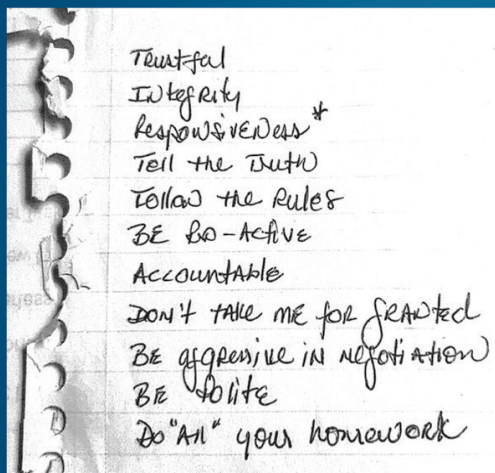 Trustful
Integrity
Responsiveness*
Tell the Truth
Follow the Rules
BE PRO-ACTIVE
ACCOUNTABLE
DON'T TAKE ME FOR GRANTED
BE aggressive in Negotiation
BE Polite
Do "All" your homework